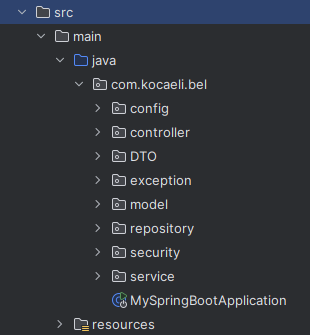 src
main
java
com.kocaeli.bel
config
controller
DTO
exception
model
repository
security
service
MySpringBootApplication
resources